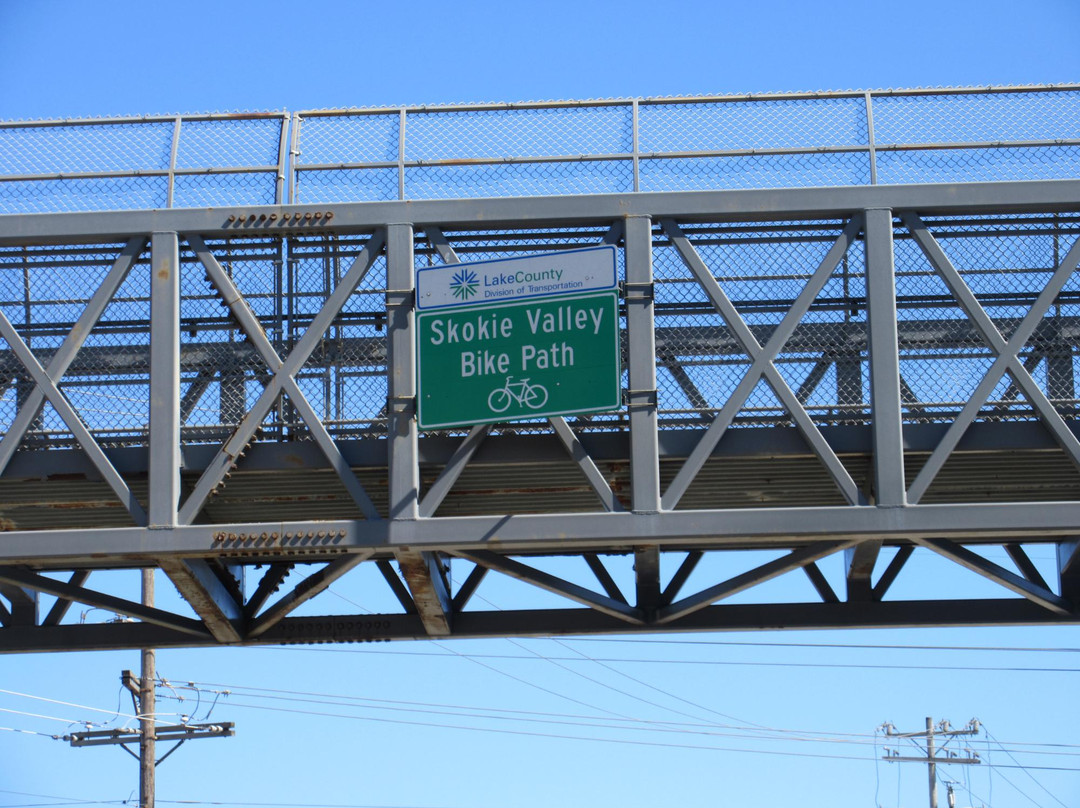 LakeCounty
Division of Transportation
Skokie Valley
Bike Path